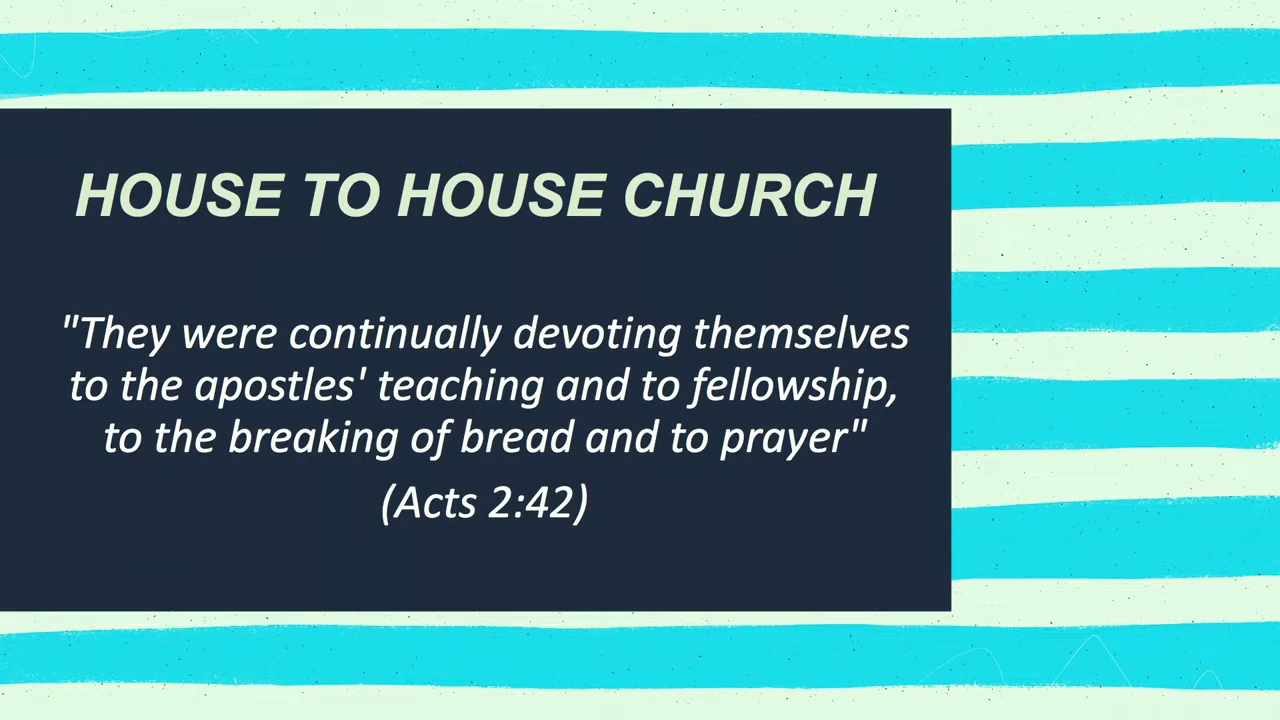 HOUSE TO HOUSE CHURCH
"They were continually devoting themselves
to the apostles' teaching and to fellowship,
to the breaking of bread and to prayer"
(Acts 2:42)